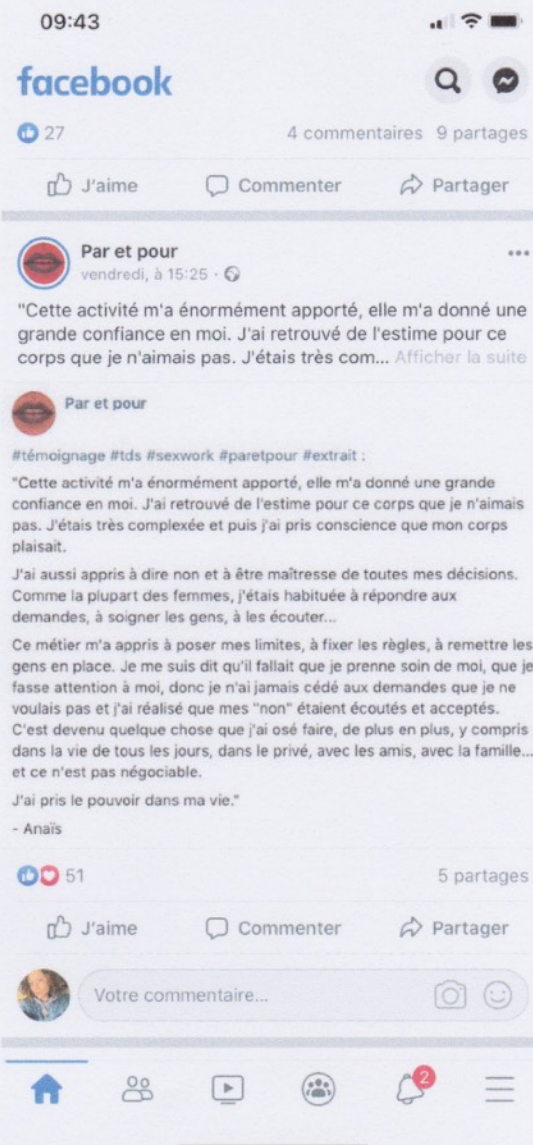 09:43
facebook
27
4 commentaires 9 partages
J'aime
Commenter
Partager
Par et pour
vendredi, à 15:25 ·
"Cette activité m'a énormément apporté, elle m'a donné une
grande confiance en moi. J'ai retrouvé de l'estime pour ce
corps que je n'aimais pas. J'étais très com... Afficher la suite
Par et pour
#témoignage #tds #sexwork #paretpour #extrait :
"Cette activité m'a énormément apporté, elle m'a donné une grande
confiance en moi. J'ai retrouvé de l'estime pour ce corps que je n'aimais
pas. J'étais très complexée et puis j'ai pris conscience que mon corps
plaisait.
J'ai aussi appris à dire non et à être maîtresse de toutes mes décisions.
Comme la plupart des femmes, j'étais habituée à répondre aux
demandes, à soigner les gens, à les écouter...
Ce métier m'a appris à poser mes limites, à fixer les règles, à remettre les
gens en place. Je me suis dit qu'il fallait que je prenne soin de moi, que je
fasse attention à moi, donc je n'ai jamais cédé aux demandes que je ne
voulais pas et j'ai réalisé que mes "non" étaient écoutés et acceptés.
C'est devenu quelque chose que j'ai osé faire, de plus en plus, y compris
dans la vie de tous les jours, dans le privé, avec les amis, avec la famille...
et ce n'est pas négociable.
J'ai pris le pouvoir dans ma vie."
- Anaïs
51
5 partages
J'aime
Commenter
Partager
Votre commentaire...
2